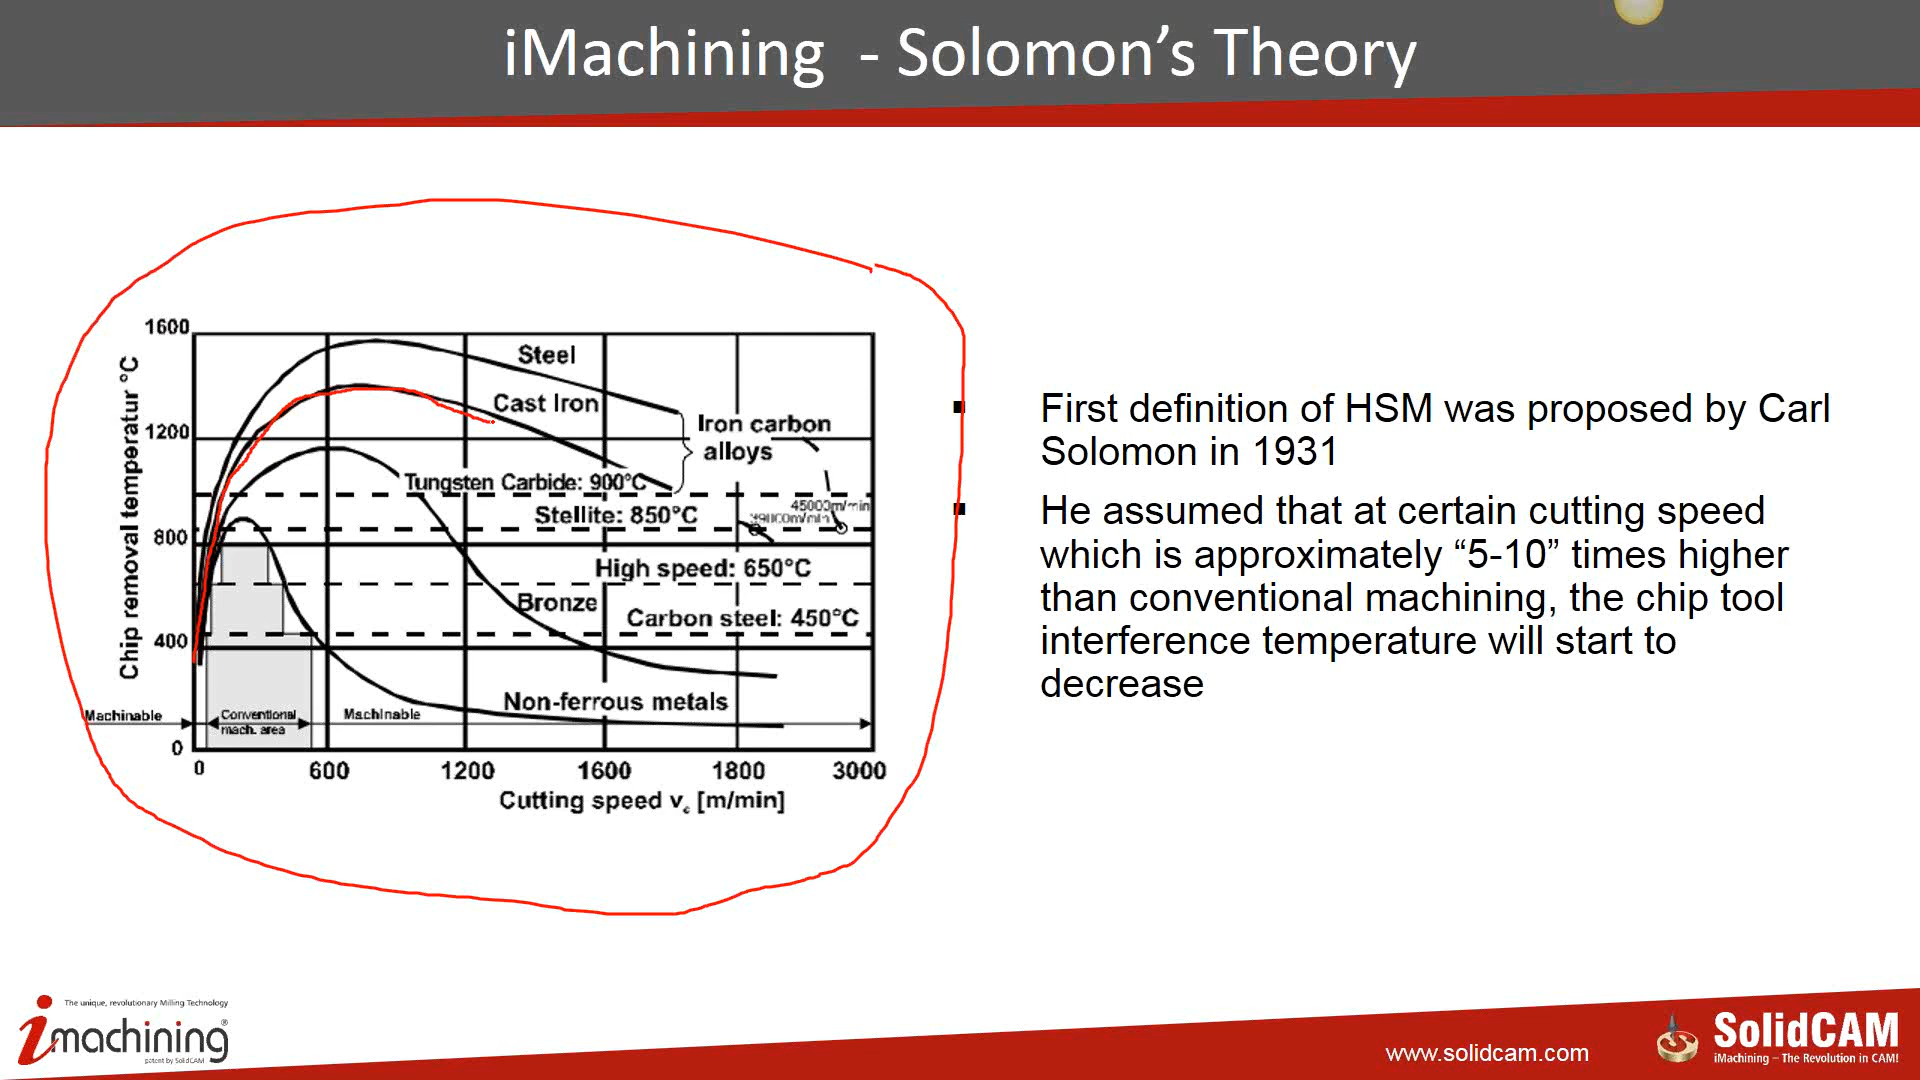 iMachining - Solomon's Theory
1600
Steel
Cast Iron
Iron carbon
alloys
1200
Tungsten Carbide: 900°C
45000m/min
Stellite: 850°C
800
High speed: 650°C
Bronze
Carbon steel: 450°C
400
Non-ferrous metals
Machinable
Conventional
mach. area
Machinable
0
0 600 1200 1600 1800 3000
Cutting speed vc [m/min]
Chip removal temperatur °C
▪ First definition of HSM was proposed by Carl
Solomon in 1931
▪ He assumed that at certain cutting speed
which is approximately “5-10” times higher
than conventional machining, the chip tool
interference temperature will start to
decrease
The unique, revolutionary Milling Technology
imachining®
patent by SolidCAM
www.solidcam.com
SolidCAM
iMachining – The Revolution in CAM!